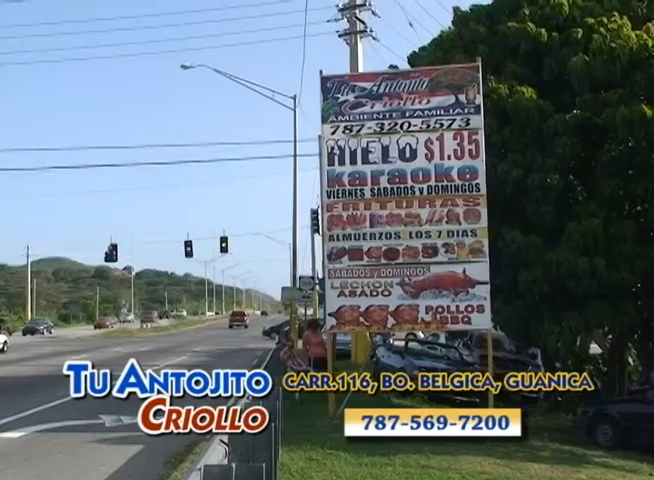 Tu Antojito
Criollo
AMBIENTE FAMILIAR
787-320-5573
HIELO $1.35
karaoke
VIERNES SABADOS y DOMINGOS
FRITURAS
ALMUERZOS LOS 7 DIAS
SABADOS y DOMINGOS
LECHON
ASADO
POLLOS
BBQ
TU ANTOJITO
CRIOLLO
CARR.116, BO. BELGICA, GUANICA
787-569-7200